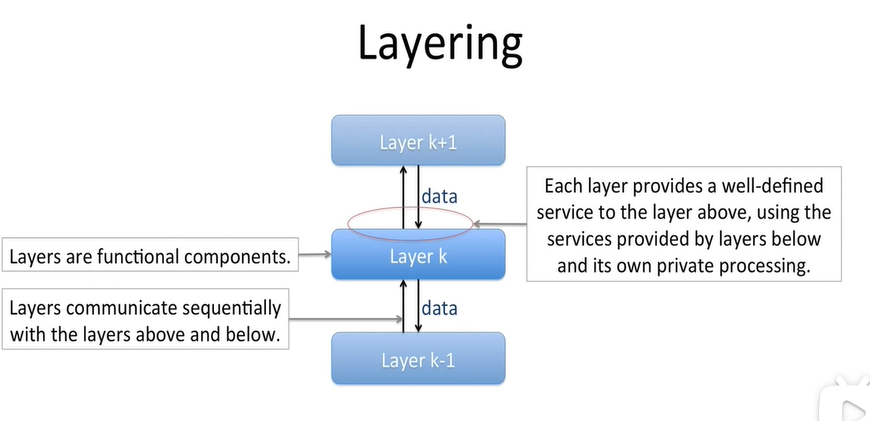 Layering
Layer k+1
data
Each layer provides a well-defined
service to the layer above, using the
services provided by layers below
and its own private processing.
Layers are functional components.
Layer k
Layers communicate sequentially
with the layers above and below.
data
Layer k-1